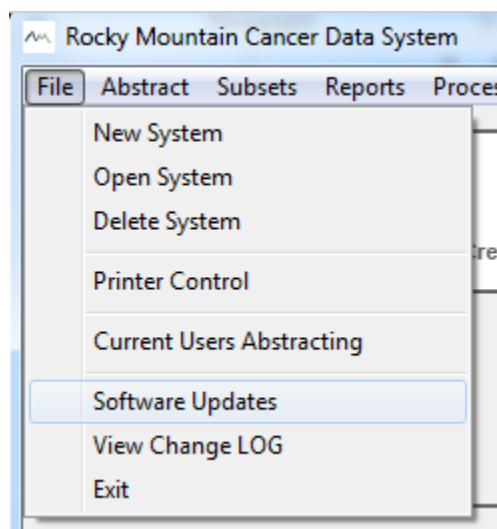 Rocky Mountain Cancer Data System
File Abstract Subsets Reports
New System
Open System
Delete System
Printer Control
Current Users Abstracting
Software Updates
View Change LOG
Exit